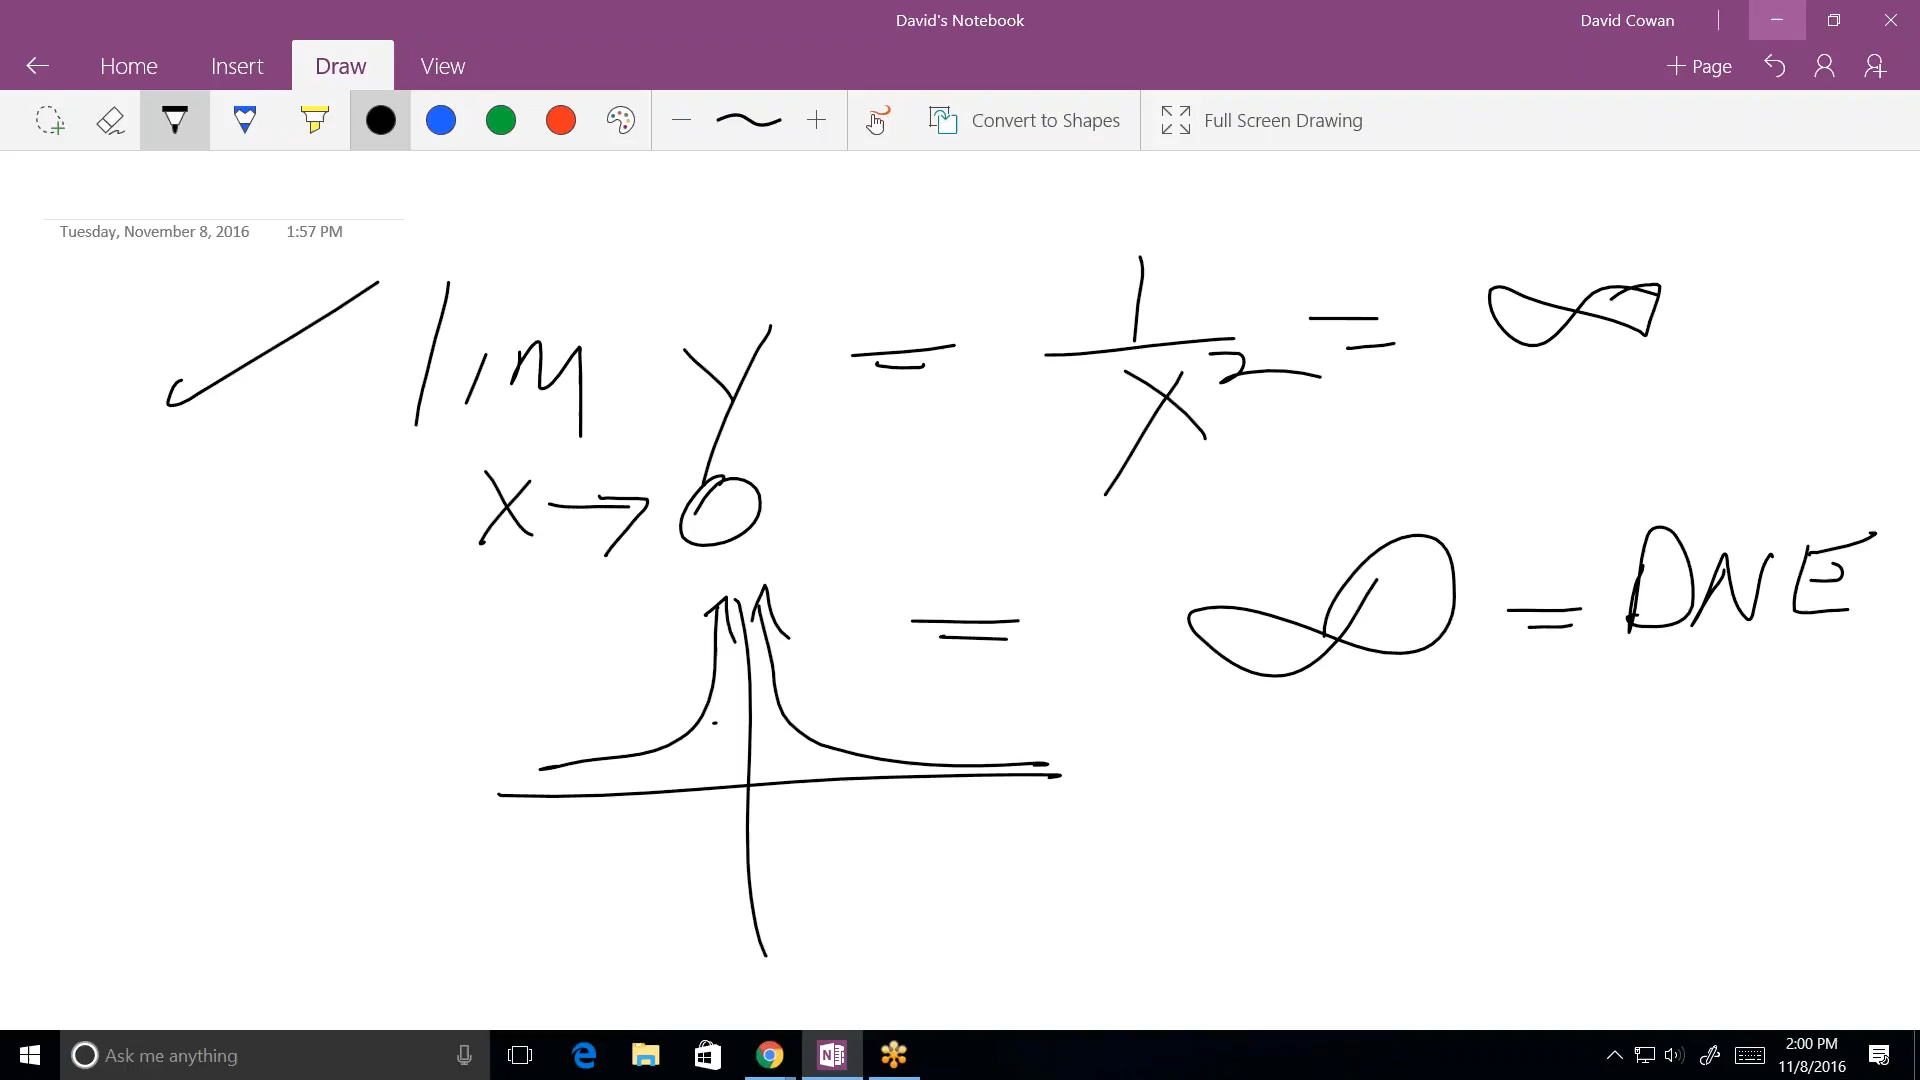 David's Notebook
David Cowan
Home Insert Draw View
Page
Convert to Shapes
Full Screen Drawing
Tuesday, November 8, 2016 1:57 PM
lim y = 1/x² = ∞
x → 0
= ∞ = DNE
Ask me anything
2:00 PM
11/8/2016